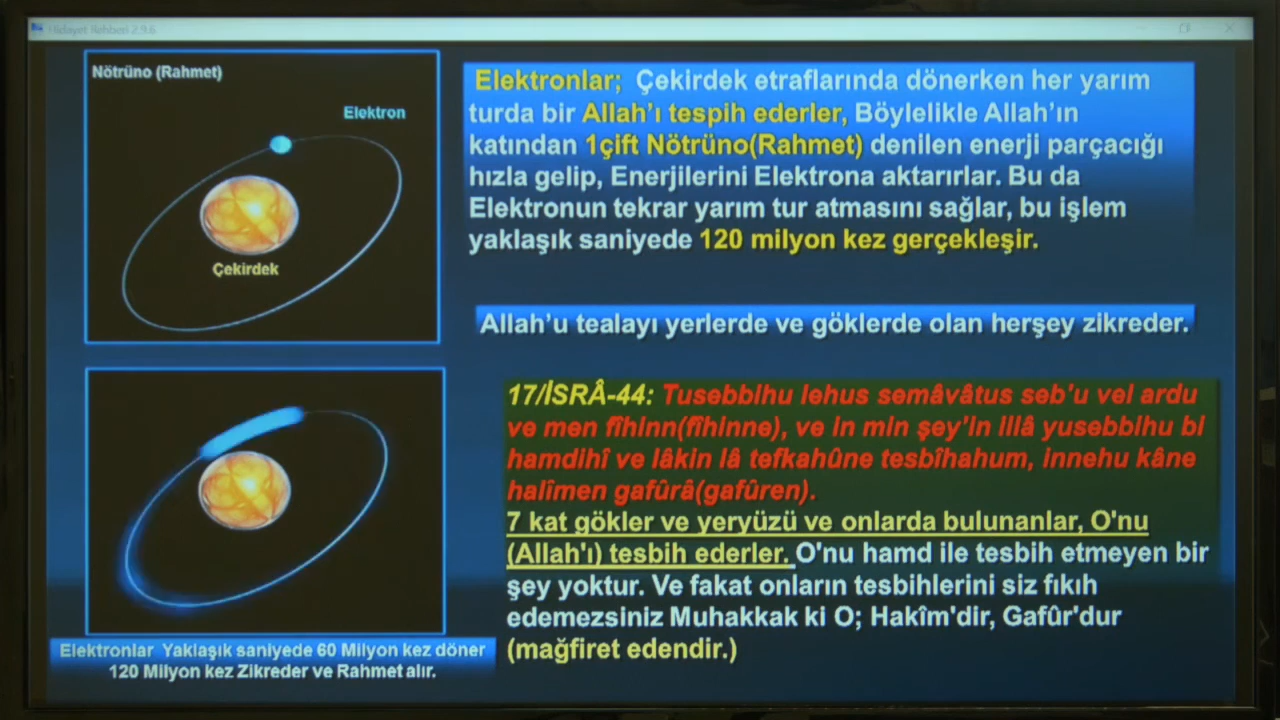 Hidayet Rehberi 2.9.6
Nötrüno (Rahmet)
Elektron
Çekirdek
Elektronlar; Çekirdek etraflarında dönerken her yarım
turda bir Allah'ı tespih ederler, Böylelikle Allah'ın
katından 1çift Nötrüno(Rahmet) denilen enerji parçacığı
hızla gelip, Enerjilerini Elektrona aktarırlar. Bu da
Elektronun tekrar yarım tur atmasını sağlar, bu işlem
yaklaşık saniyede 120 milyon kez gerçekleşir.
Allah'u tealayı yerlerde ve göklerde olan herşey zikreder.
17/İSRÂ-44: Tusebbihu lehus semâvâtus seb'u vel ardu
ve men fîhinn(fîhinne), ve in min şey'in illâ yusebbihu bi
hamdihî ve lâkin lâ tefkahûne tesbîhahum, innehu kâne
halîmen gafûrâ(gafûren).
7 kat gökler ve yeryüzü ve onlarda bulunanlar, O'nu
(Allah'ı) tesbih ederler. O'nu hamd ile tesbih etmeyen bir
şey yoktur. Ve fakat onların tesbihlerini siz fıkıh
edemezsiniz Muhakkak ki O; Hakîm'dir, Gafûr'dur
(mağfiret edendir.)
Elektronlar Yaklaşık saniyede 60 Milyon kez döner
120 Milyon kez Zikreder ve Rahmet alır.